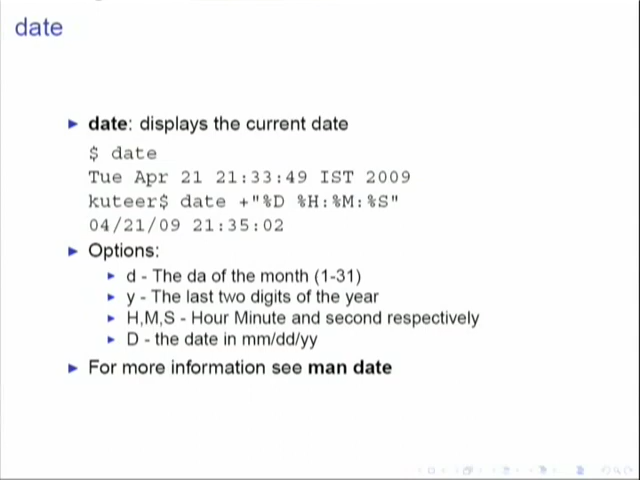 date
date: displays the current date
$ date
Tue Apr 21 21:33:49 IST 2009
kuteer$ date +"%D %H:%M:%S"
04/21/09 21:35:02
Options:
d - The da of the month (1-31)
y - The last two digits of the year
H,M,S - Hour Minute and second respectively
D - the date in mm/dd/yy
For more information see man date